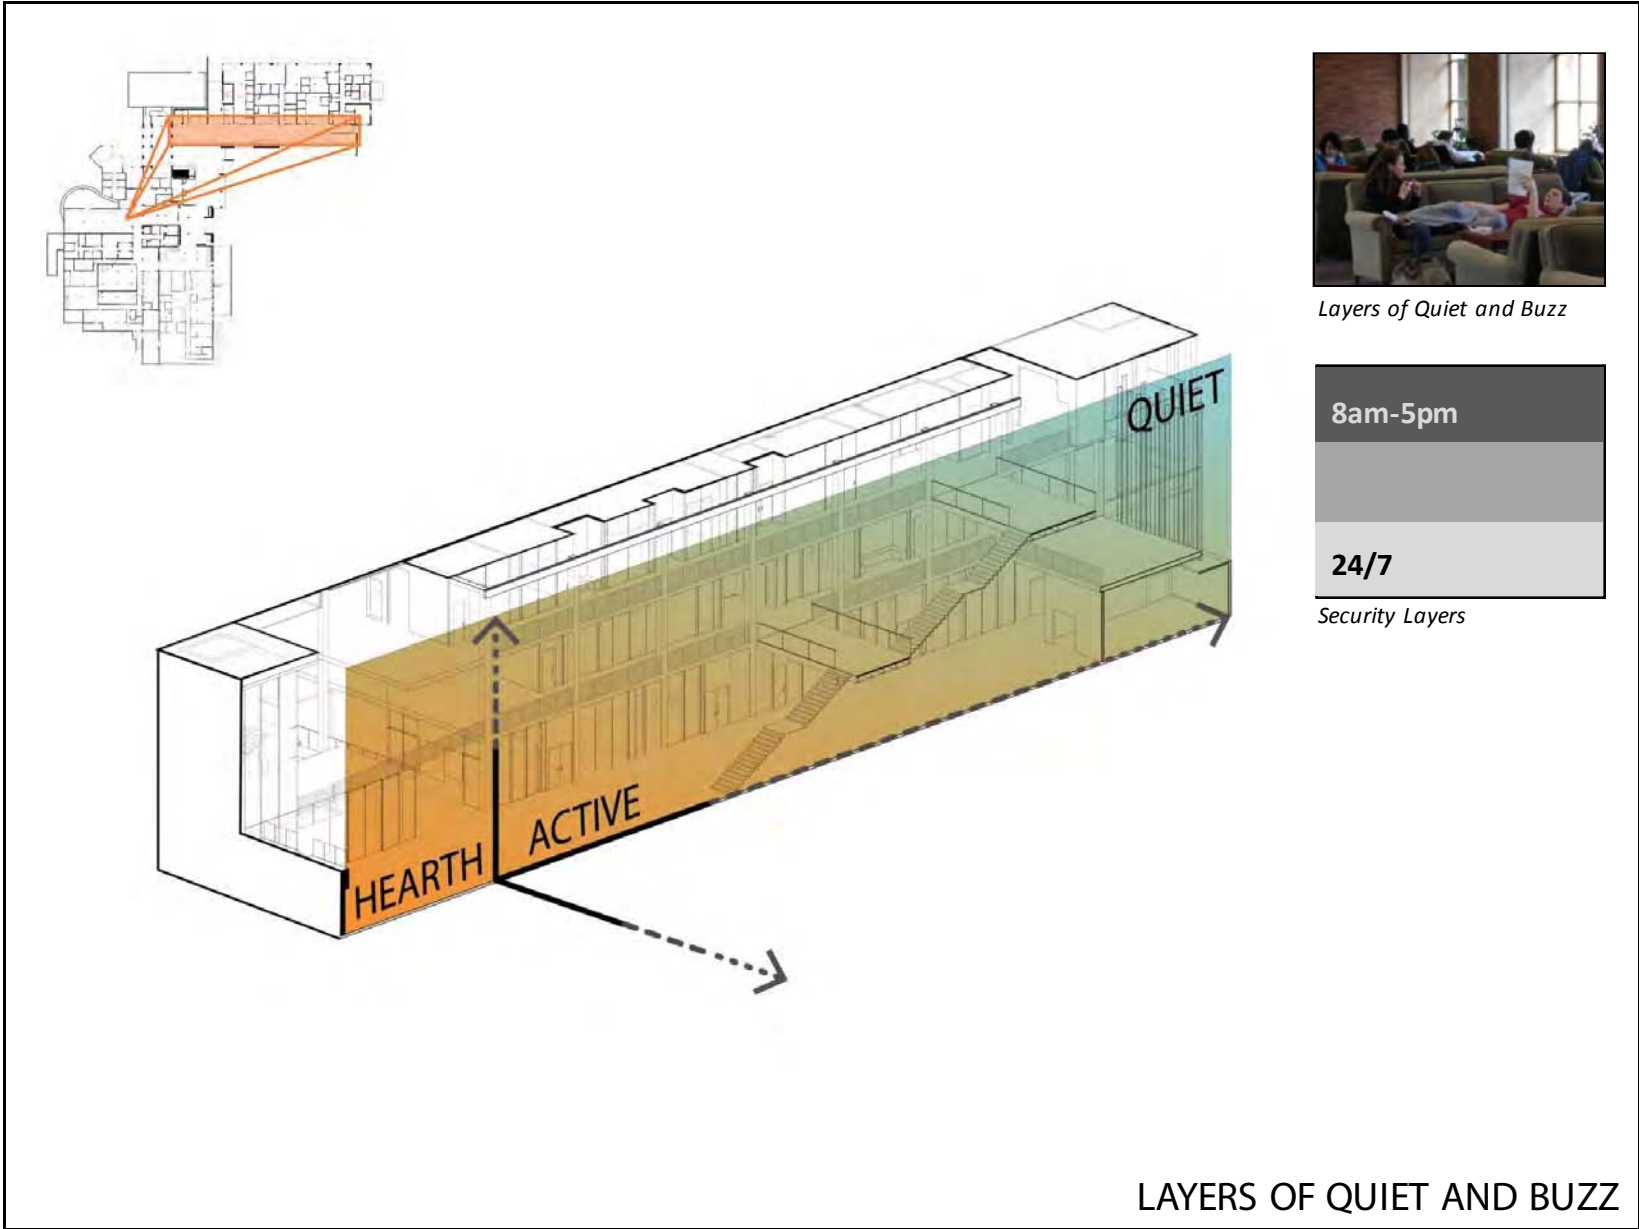 Layers of Quiet and Buzz
QUIET
8am-5pm
24/7
Security Layers
ACTIVE
HEARTH
LAYERS OF QUIET AND BUZZ